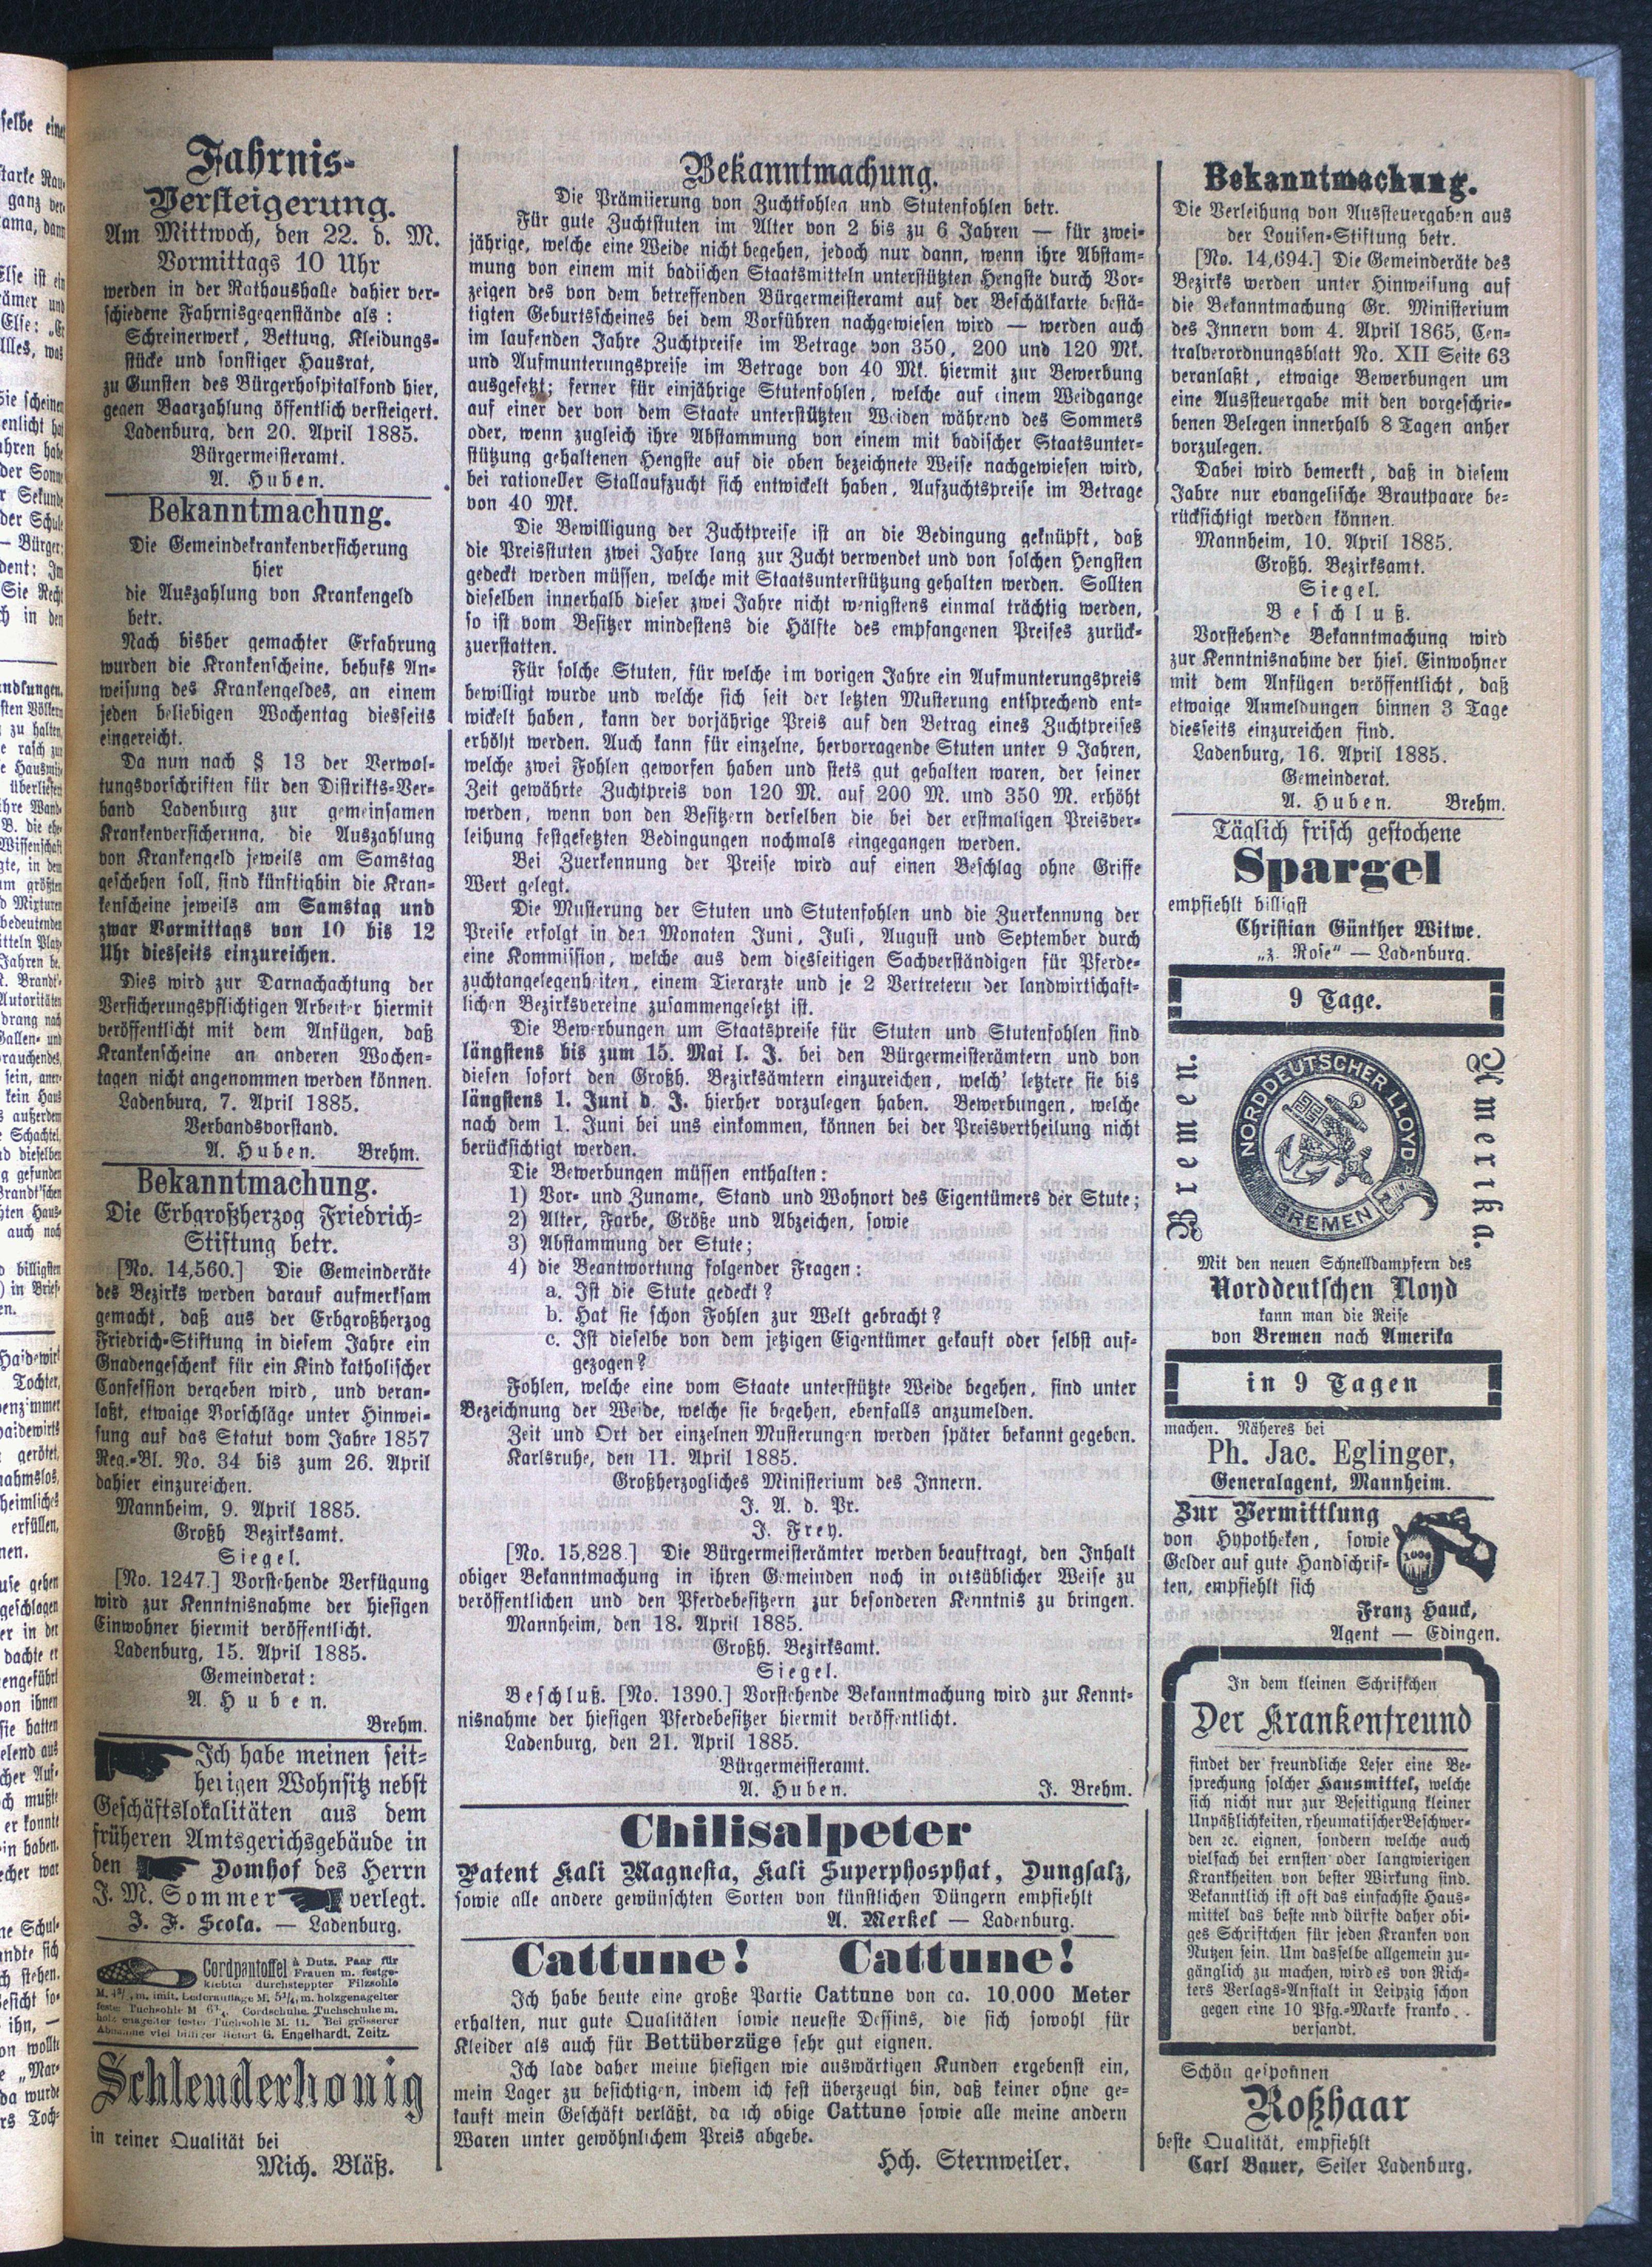 Fahrnis-
Versteigerung.
Am Mittwoch, den 22. d. M.
Vormittags 10 Uhr
werden in der Rathaushalle dahier ver-
schiedene Fahrnisgegenstände als :
Schreinerwerk, Bettung, Kleidungs-
stücke und sonstiger Hausrat,
zu Gunsten des Bürgerhospitalfond hier,
gegen Baarzahlung öffentlich versteigert.
Ladenburg, den 20. April 1885.
Bürgermeisteramt.
A. Huben.
Bekanntmachung.
Die Gemeindekrankenversicherung
hier
die Auszahlung von Krankengeld
betr.
Nach bisher gemachter Erfahrung
wurden die Krankenscheine, behufs An-
weisung des Krankengeldes, an einem
jeden beliebigen Wochentag diesseits
eingereicht.
Da nun nach § 13 der Verwal-
tungsvorschriften für den Distrikts-Ver-
band Ladenburg zur gemeinsamen
Krankenversicherung, die Auszahlung
von Krankengeld jeweils am Samstag
geschehen soll, sind künftighin die Kran-
kenscheine jeweils am Samstag und
zwar Vormittags von 10 bis 12
Uhr diesseits einzureichen.
Dies wird zur Darnachachtung der
Versicherungspflichtigen Arbeiter hiermit
veröffentlicht mit dem Anfügen, daß
Krankenscheine an anderen Wochen-
tagen nicht angenommen werden können.
Ladenburg, 7. April 1885.
Verbandsvorstand.
A. Huben. Brehm.
Bekanntmachung.
Die Erbgroßherzog Friedrich-
Stiftung betr.
[No. 14,560.] Die Gemeinderäte
des Bezirks werden darauf aufmerksam
gemacht, daß aus der Erbgroßherzog
Friedrich-Stiftung in diesem Jahre ein
Gnadengeschenk für ein Kind katholischer
Confession vergeben wird, und veran-
laßt, etwaige Vorschläge unter Hinwei-
sung auf das Statut vom Jahre 1857
Reg.-Bl. No. 34 bis zum 26. April
dahier einzureichen.
Mannheim, 9. April 1885.
Großh Bezirksamt.
Siegel.
[No. 1247.] Vorstehende Verfügung
wird zur Kenntnisnahme der hiesigen
Einwohner hiermit veröffentlicht.
Ladenburg, 15. April 1885.
Gemeinderat:
A. Huben.
Brehm.
Ich habe meinen seit-
herigen Wohnsitz nebst
Geschäftslokalitäten aus dem
früheren Amtsgerichsgebäude in
den Domhof des Herrn
J. M. Sommer verlegt.
J. F. Scola. — Ladenburg.
Cordpantoffel à Dutz. Paar für
Frauen m. festge-
klebter durchsteppter Filzsohle
M. imit. Lederauflage M. 5¼, m. holzgenagelter
fester Tuchsohle M Cordschuhe, Tuchschuhe m.
holz enagelter fester Tuchsohle M. 11. Bei grösserer
Abnahme viel billiger liefert G. Engelhardt, Zeitz.
Schleuderhonig
in reiner Qualität bei
Mich. Bläß.
Bekanntmachung.
Die Prämiierung von Zuchtfohlen und Stutenfohlen betr.
Für gute Zuchtstuten im Alter von 2 bis zu 6 Jahren — für zwei-
jährige, welche eine Weide nicht begehen, jedoch nur dann, wenn ihre Abstam-
mung von einem mit badischen Staatsmitteln unterstützten Hengste durch Vor-
zeigen des von dem betreffenden Bürgermeisteramt auf der Beschälkarte bestä-
tigten Geburtsscheines bei dem Vorführen nachgewiesen wird — werden auch
im laufenden Jahre Zuchtpreise im Betrage von 350, 200 und 120 Mk.
und Aufmunterungspreise im Betrage von 40 Mk. hiermit zur Bewerbung
ausgesetzt; ferner für einjährige Stutenfohlen, welche auf einem Weidgange
auf einer der von dem Staate unterstützten Weiden während des Sommers
oder, wenn zugleich ihre Abstammung von einem mit badischer Staatsunter-
stützung gehaltenen Hengste auf die oben bezeichnete Weise nachgewiesen wird,
bei rationeller Stallaufzucht sich entwickelt haben, Aufzuchtspreise im Betrage
von 40 Mk.
Die Bewilligung der Zuchtpreise ist an die Bedingung geknüpft, daß
die Preisstuten zwei Jahre lang zur Zucht verwendet und von solchen Hengsten
gedeckt werden müssen, welche mit Staatsunterstützung gehalten werden. Sollten
dieselben innerhalb dieser zwei Jahre nicht wenigstens einmal trächtig werden,
so ist vom Besitzer mindestens die Hälfte des empfangenen Preises zurück-
zuerstatten.
Für solche Stuten, für welche im vorigen Jahre ein Aufmunterungspreis
bewilligt wurde und welche sich seit der letzten Musterung entsprechend ent-
wickelt haben, kann der vorjährige Preis auf den Betrag eines Zuchtpreises
erhöht werden. Auch kann für einzelne, hervorragende Stuten unter 9 Jahren,
welche zwei Fohlen geworfen haben und stets gut gehalten waren, der seiner
Zeit gewährte Zuchtpreis von 120 M. auf 200 M. und 350 M. erhöht
werden, wenn von den Besitzern derselben die bei der erstmaligen Preisver-
leihung festgesetzten Bedingungen nochmals eingegangen werden.
Bei Zuerkennung der Preise wird auf einen Beschlag ohne Griffe
Wert gelegt.
Die Musterung der Stuten und Stutenfohlen und die Zuerkennung der
Preise erfolgt in den Monaten Juni, Juli, August und September durch
eine Kommission, welche aus dem diesseitigen Sachverständigen für Pferde-
zuchtangelegenheiten, einem Tierarzte und je 2 Vertretern der landwirtschaft-
lichen Bezirksvereine zusammengesetzt ist.
Die Bewerbungen um Staatspreise für Stuten und Stutenfohlen sind
längstens bis zum 15. Mai l. J. bei den Bürgermeisterämtern und von
diesen sofort den Großh. Bezirksämtern einzureichen, welch' letztere sie bis
längstens 1. Juni d. J. hierher vorzulegen haben. Bewerbungen, welche
nach dem 1. Juni bei uns einkommen, können bei der Preisvertheilung nicht
berücksichtigt werden.
Die Bewerbungen müssen enthalten:
1) Vor- und Zuname, Stand und Wohnort des Eigentümers der Stute;
2) Alter, Farbe, Größe und Abzeichen, sowie
3) Abstammung der Stute;
4) die Beantwortung folgender Fragen:
a. Ist die Stute gedeckt?
b. Hat sie schon Fohlen zur Welt gebracht?
c. Ist dieselbe von dem jetzigen Eigentümer gekauft oder selbst auf-
gezogen?
Fohlen, welche eine vom Staate unterstützte Weide begehen, sind unter
Bezeichnung der Weide, welche sie begehen, ebenfalls anzumelden.
Zeit und Ort der einzelnen Musterungen werden später bekannt gegeben.
Karlsruhe, den 11. April 1885.
Großherzogliches Ministerium des Innern.
J. A. d. Pr.
J. Frey.
[No. 15,828.] Die Bürgermeisterämter werden beauftragt, den Inhalt
obiger Bekanntmachung in ihren Gemeinden noch in ortsüblicher Weise zu
veröffentlichen und den Pferdebesitzern zur besonderen Kenntnis zu bringen.
Mannheim, den 18. April 1885.
Großh. Bezirksamt.
Siegel.
Beschluß. [No. 1390.] Vorstehende Bekanntmachung wird zur Kennt-
nisnahme der hiesigen Pferdebesitzer hiermit veröffentlicht.
Ladenburg, den 21. April 1885.
Bürgermeisteramt.
A. Huben. J. Brehm.
Chilisalpeter
Patent Kali Magnesia, Kali Superphosphat, Dungsalz,
sowie alle andere gewünschten Sorten von künstlichen Düngern empfiehlt
A. Merkel — Ladenburg.
Cattune! Cattune!
Ich habe heute eine große Partie Cattune von ca. 10,000 Meter
erhalten, nur gute Qualitäten sowie neueste Dessins, die sich sowohl für
Kleider als auch für Bettüberzüge sehr gut eignen.
Ich lade daher meine hiesigen wie auswärtigen Kunden ergebenst ein,
mein Lager zu besichtigen, indem ich fest überzeugt bin, daß keiner ohne ge-
kauft mein Geschäft verläßt, da ich obige Cattune sowie alle meine andern
Waren unter gewöhnlichem Preis abgebe.
Hch. Sternweiler.
Bekanntmachung.
Die Verleihung von Aussteuergaben aus
der Louisen-Stiftung betr.
[No. 14,694.] Die Gemeinderäte des
Bezirks werden unter Hinweisung auf
die Bekanntmachung Gr. Ministerium
des Innern vom 4. April 1865, Cen-
tralverordnungsblatt No. XII Seite 63
veranlaßt, etwaige Bewerbungen um
eine Aussteuergabe mit den vorgeschrie-
benen Belegen innerhalb 8 Tagen anher
vorzulegen.
Dabei wird bemerkt, daß in diesem
Jahre nur evangelische Brautpaare be-
rücksichtigt werden können.
Mannheim, 10. April 1885.
Großh. Bezirksamt.
Siegel.
Beschluß.
Vorstehende Bekanntmachung wird
zur Kenntnisnahme der hies. Einwohner
mit dem Anfügen veröffentlicht, daß
etwaige Anmeldungen binnen 3 Tage
diesseits einzureichen sind.
Ladenburg, 16. April 1885.
Gemeinderat.
A. Huben. Brehm.
Täglich frisch gestochene
Spargel
empfiehlt billigst
Christian Günther Witwe.
„z. Rose“ — Ladenburg.
9 Tage.
Bremen.
NORDDEUTSCHER LLOYD
BREMEN
Amerika.
Mit den neuen Schnelldampfern des
Norddeutschen Lloyd
kann man die Reise
von Bremen nach Amerika
in 9 Tagen
machen. Näheres bei
Ph. Jac. Eglinger,
Generalagent, Mannheim.
Zur Vermittlung
von Hypotheken, sowie
Gelder auf gute Handschrif-
ten, empfiehlt sich
1000
Franz Hauck,
Agent — Edingen.
In dem kleinen Schriftchen
Der Krankenfreund
findet der freundliche Leser eine Be-
sprechung solcher Hausmittel, welche
sich nicht nur zur Beseitigung kleiner
Unpäßlichkeiten, rheumatischer Beschwer-
den ꝛc. eignen, sondern welche auch
vielfach bei ernsten oder langwierigen
Krankheiten von bester Wirkung sind.
Bekanntlich ist oft das einfachste Haus-
mittel das beste nnd dürfte daher obi-
ges Schriftchen für jeden Kranken von
Nutzen sein. Um dasselbe allgemein zu-
gänglich zu machen, wird es von Rich-
ters Verlags-Anstalt in Leipzig schon
gegen eine 10 Pfg.-Marke franko
versandt.
Schön gesponnen
Roßhaar
beste Qualität, empfiehlt
Carl Bauer, Seiler Ladenburg.